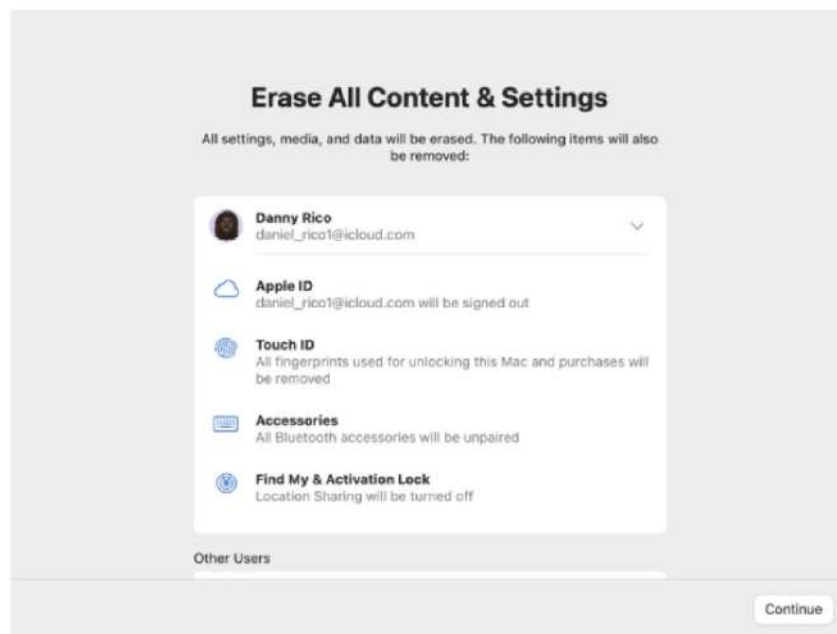 Erase All Content & Settings
All settings, media, and data will be erased. The following items will also
be removed:
Danny Rico
daniel_rico1@icloud.com
Apple ID
daniel_rico1@icloud.com will be signed out
Touch ID
All fingerprints used for unlocking this Mac and purchases will
be removed
Accessories
All Bluetooth accessories will be unpaired
Find My & Activation Lock
Location Sharing will be turned off
Other Users
Continue